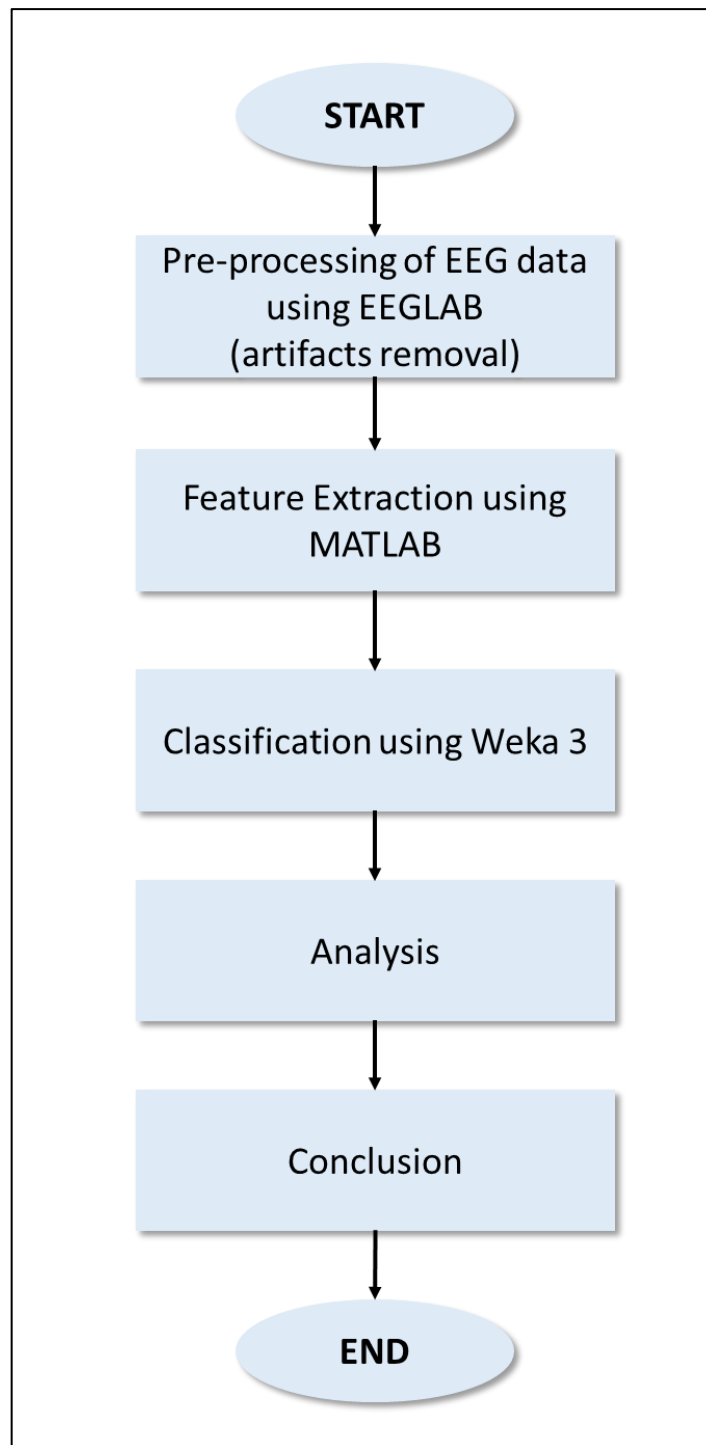 START
Pre-processing of EEG data
using EEGLAB
(artifacts removal)
Feature Extraction using
MATLAB
Classification using Weka 3
Analysis
Conclusion
END